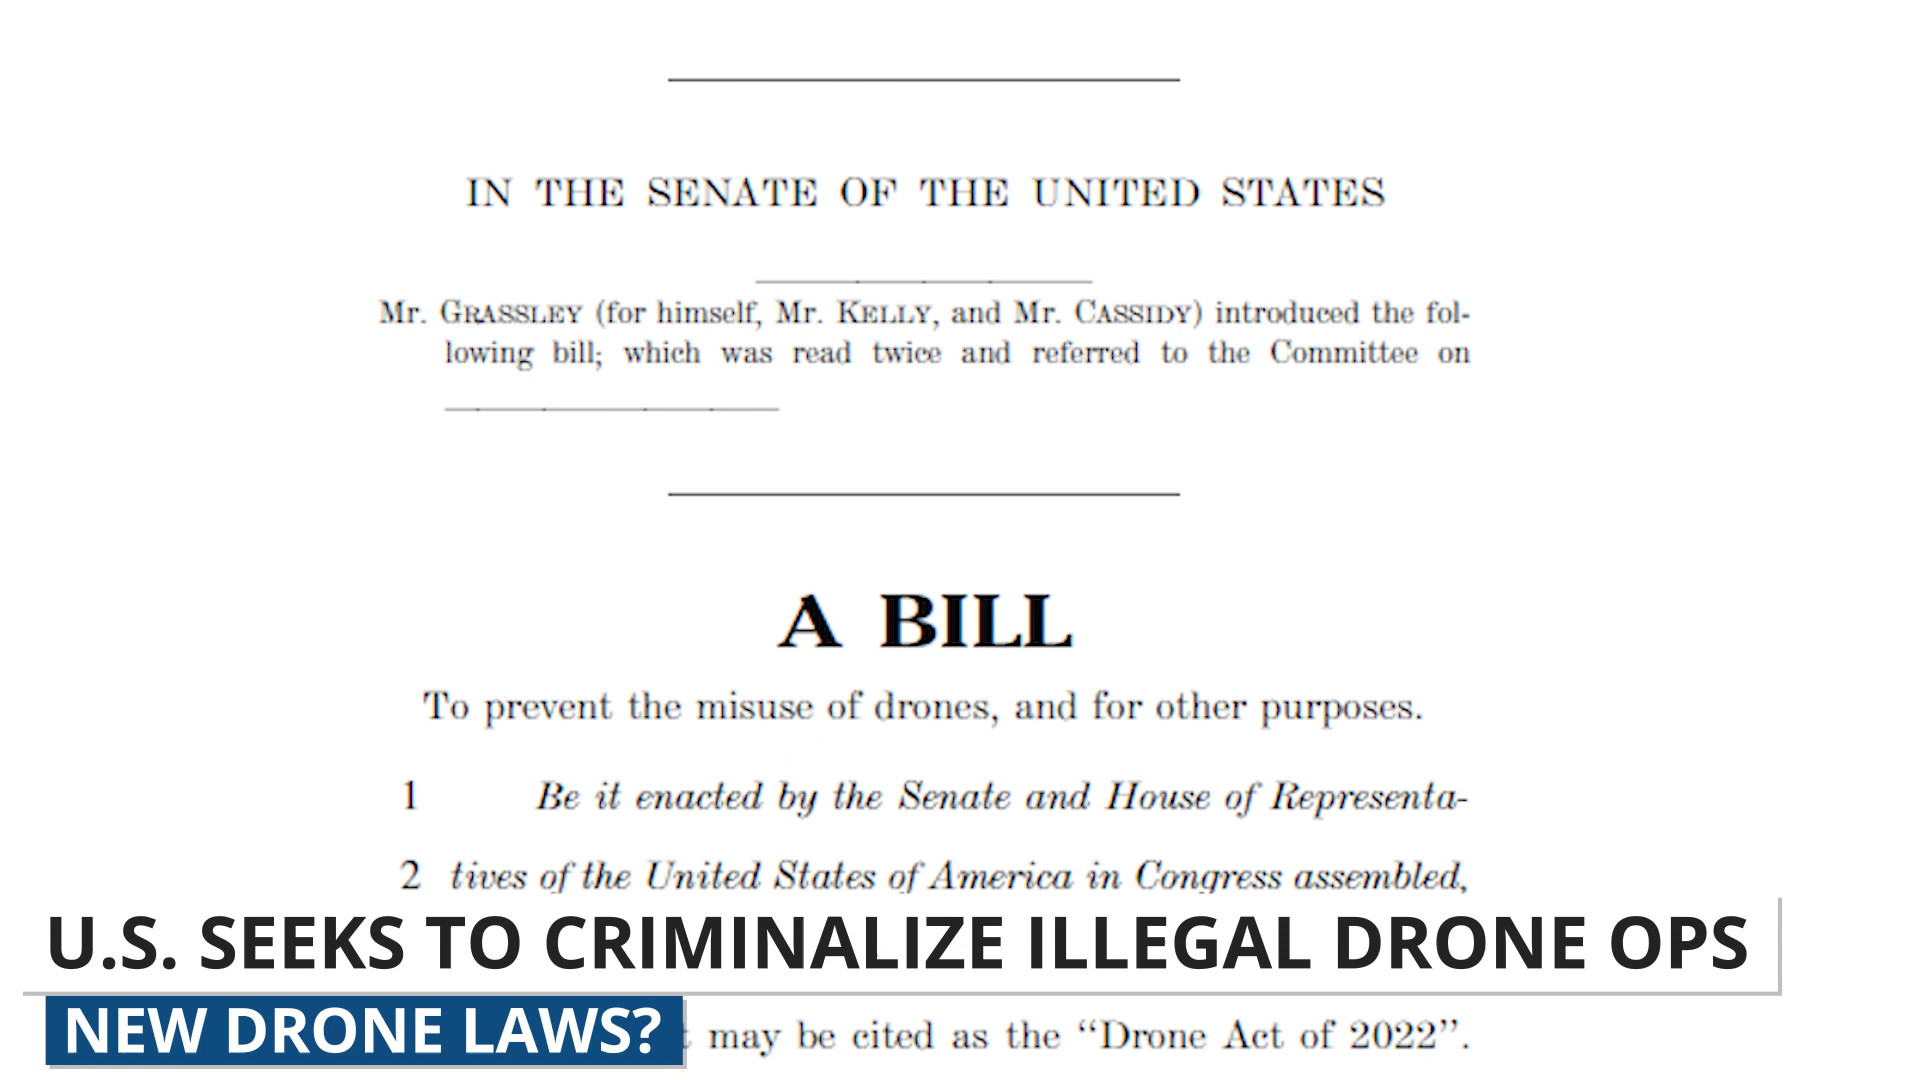 IN THE SENATE OF THE UNITED STATES
Mr. GRASSLEY (for himself, Mr. KELLY, and Mr. CASSIDY) introduced the fol-
lowing bill; which was read twice and referred to the Committee on
A BILL
To prevent the misuse of drones, and for other purposes.
1 Be it enacted by the Senate and House of Representa-
2 tives of the United States of America in Congress assembled,
U.S. SEEKS TO CRIMINALIZE ILLEGAL DRONE OPS
NEW DRONE LAWS?
may be cited as the “Drone Act of 2022”.